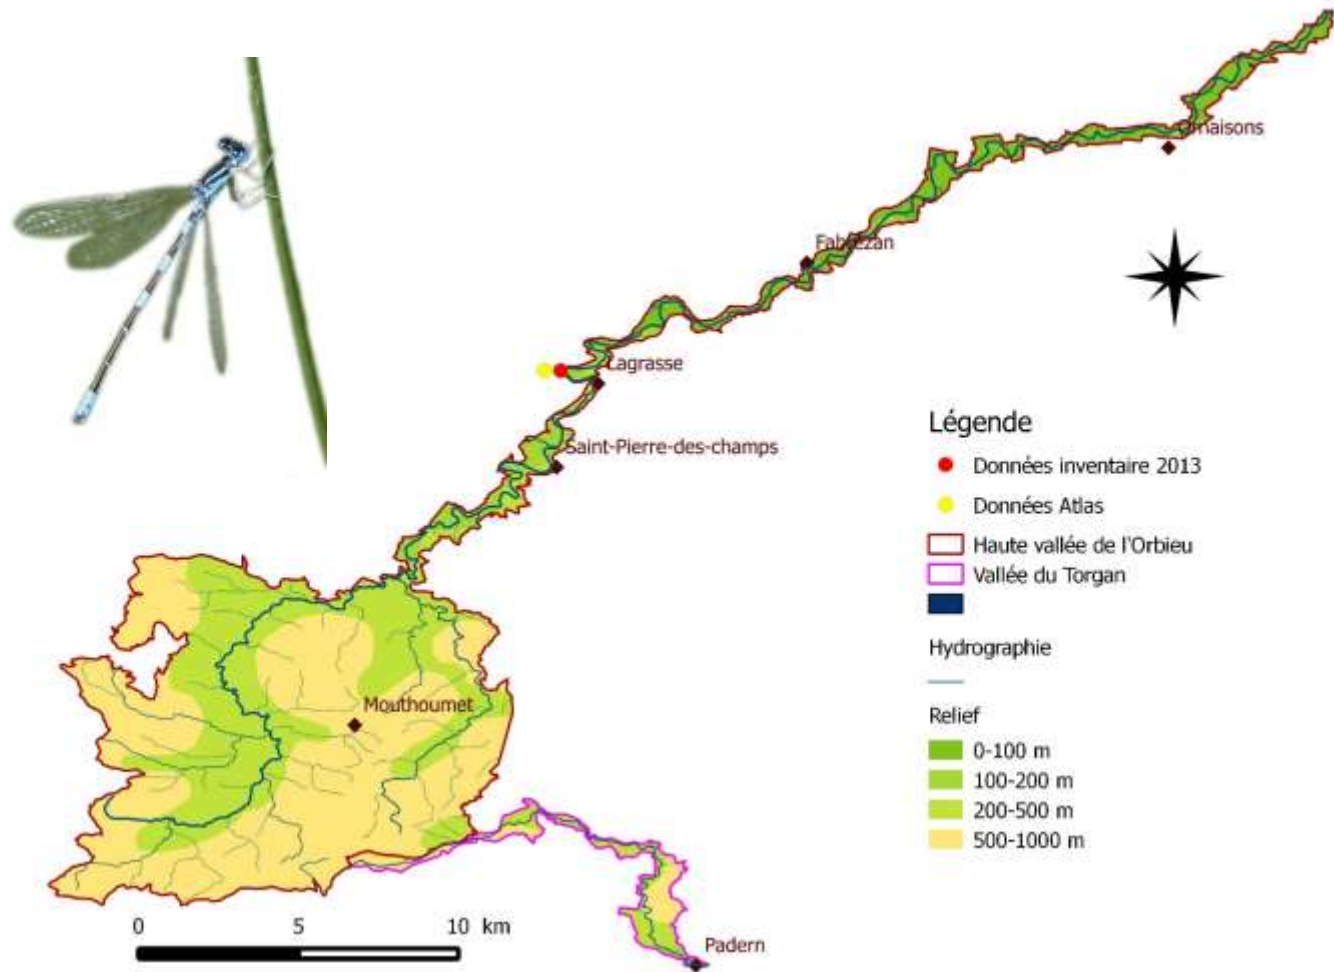 Ornaisons
Fabrezan
Lagrasse
Saint-Pierre-des-champs
Mouthoumet
Padern
0 5 10 km
Légende
Données inventaire 2013
Données Atlas
Haute vallée de l'Orbieu
Vallée du Torgan
Hydrographie
Relief
0-100 m
100-200 m
200-500 m
500-1000 m